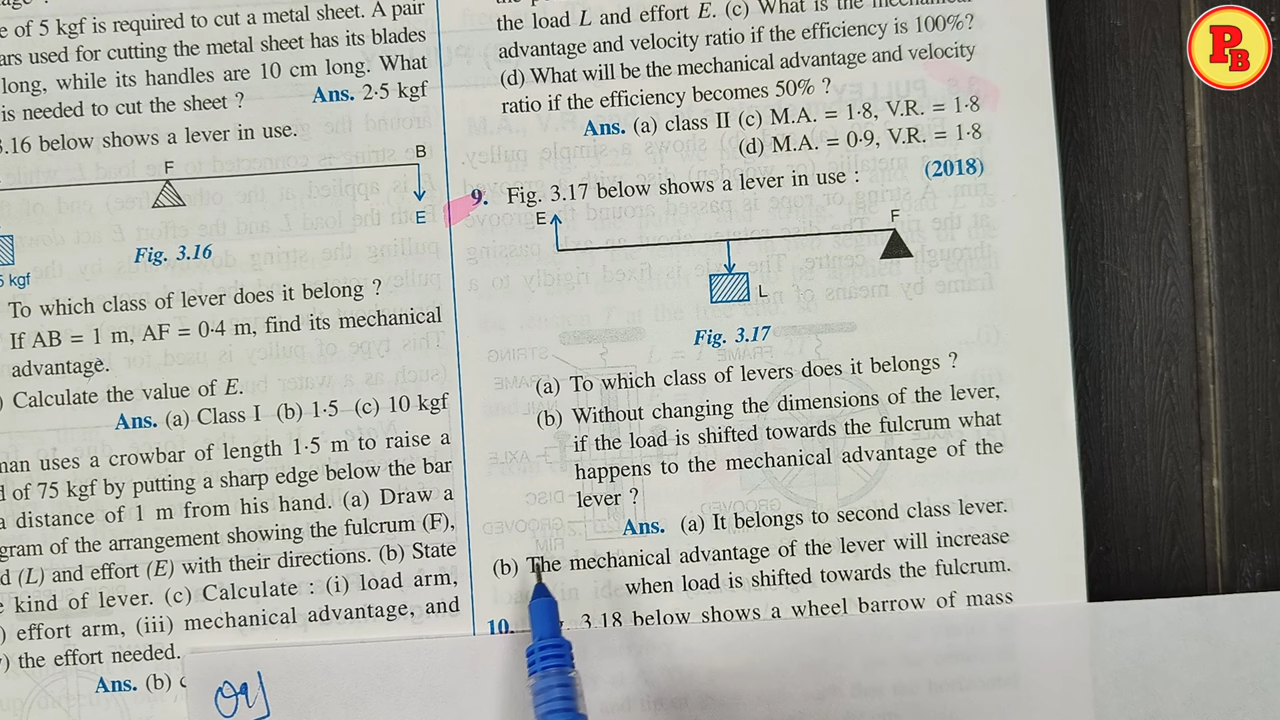 e of 5 kgf is required to cut a metal sheet. A pair
ars used for cutting the metal sheet has its blades
long, while its handles are 10 cm long. What
is needed to cut the sheet ? Ans. 2·5 kgf
3.16 below shows a lever in use.
F
B
E
5 kgf
Fig. 3.16
To which class of lever does it belong ?
If AB = 1 m, AF = 0·4 m, find its mechanical
advantage.
) Calculate the value of E.
Ans. (a) Class I (b) 1·5 (c) 10 kgf
man uses a crowbar of length 1·5 m to raise a
d of 75 kgf by putting a sharp edge below the bar
a distance of 1 m from his hand. (a) Draw a
gram of the arrangement showing the fulcrum (F),
d (L) and effort (E) with their directions. (b) State
e kind of lever. (c) Calculate : (i) load arm,
) effort arm, (iii) mechanical advantage, and
) the effort needed.
Ans. (b)
the load L and effort E. (c) What is the
advantage and velocity ratio if the efficiency is 100%?
(d) What will be the mechanical advantage and velocity
ratio if the efficiency becomes 50% ?
Ans. (a) class II (c) M.A. = 1·8, V.R. = 1·8
(d) M.A. = 0·9, V.R. = 1·8
(2018)
9. Fig. 3.17 below shows a lever in use :
E
F
L
Fig. 3.17
(a) To which class of levers does it belongs ?
(b) Without changing the dimensions of the lever,
if the load is shifted towards the fulcrum what
happens to the mechanical advantage of the
lever ?
Ans. (a) It belongs to second class lever.
(b) The mechanical advantage of the lever will increase
when load is shifted towards the fulcrum.
10. 3.18 below shows a wheel barrow of mass
PB